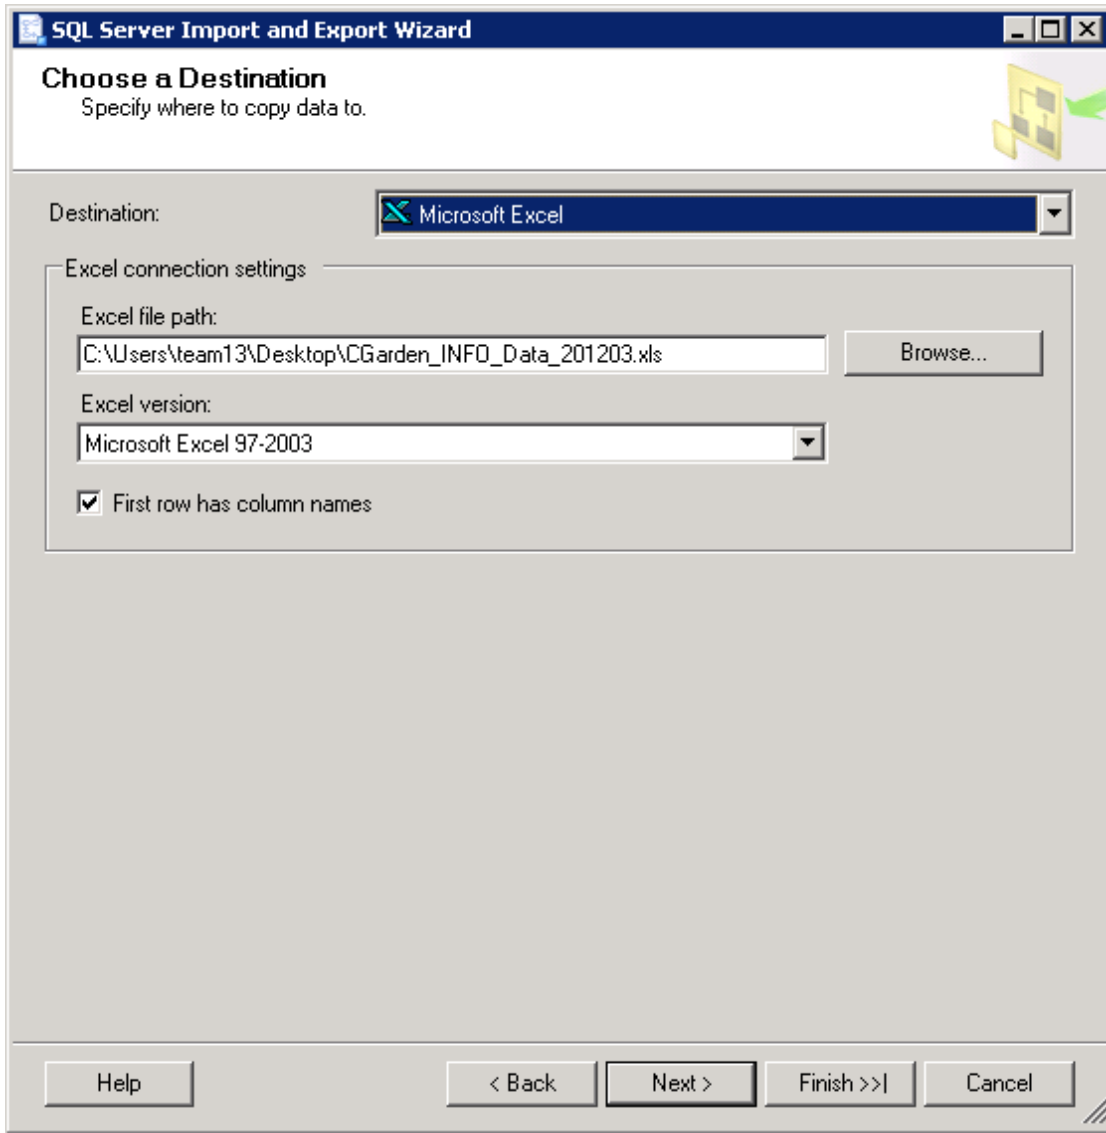 SQL Server Import and Export Wizard
Choose a Destination
Specify where to copy data to.
Destination:
Microsoft Excel
Excel connection settings
Excel file path:
C:\Users\team13\Desktop\CGarden_INFO_Data_201203.xls
Browse...
Excel version:
Microsoft Excel 97-2003
First row has column names
Help
< Back
Next >
Finish >>|
Cancel